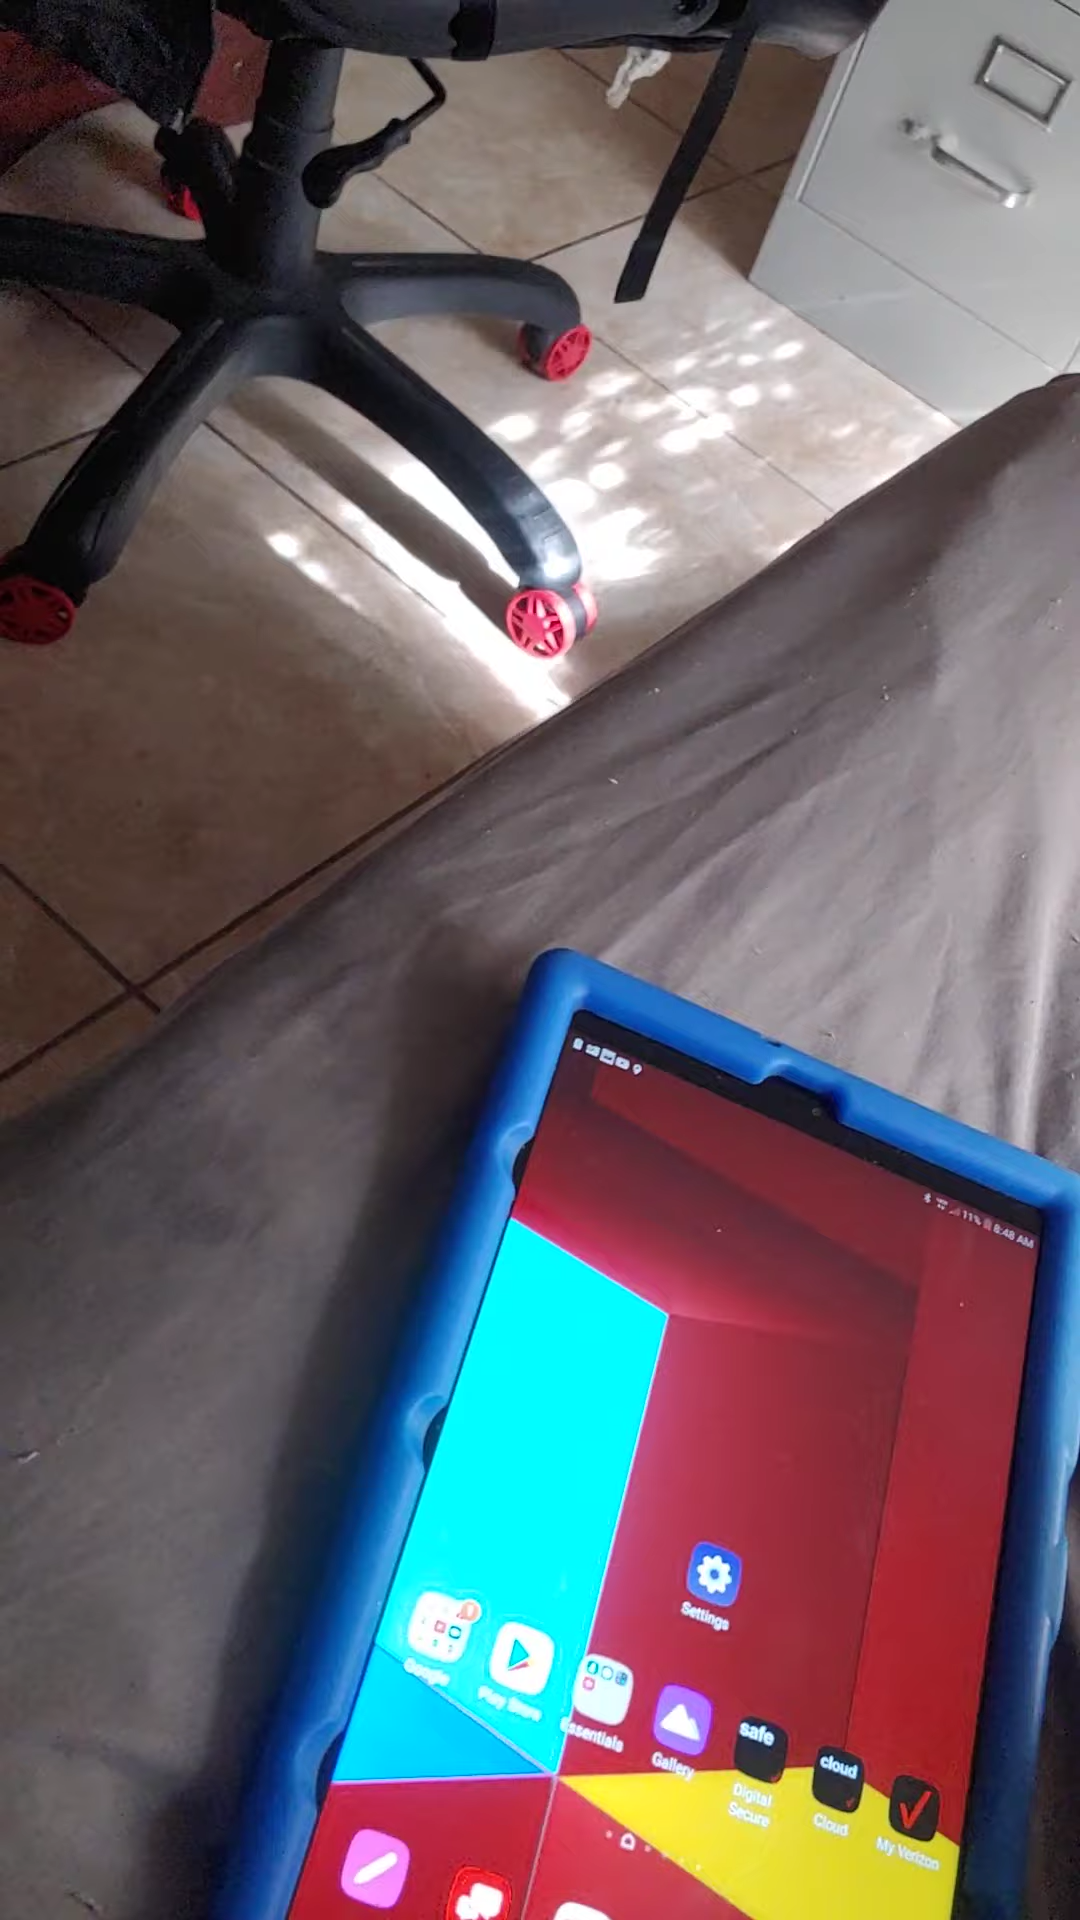 11% 8:48 AM
Settings
Google
Play Store
Essentials
Gallery
safe
Digital
Secure
cloud
Cloud
My Verizon